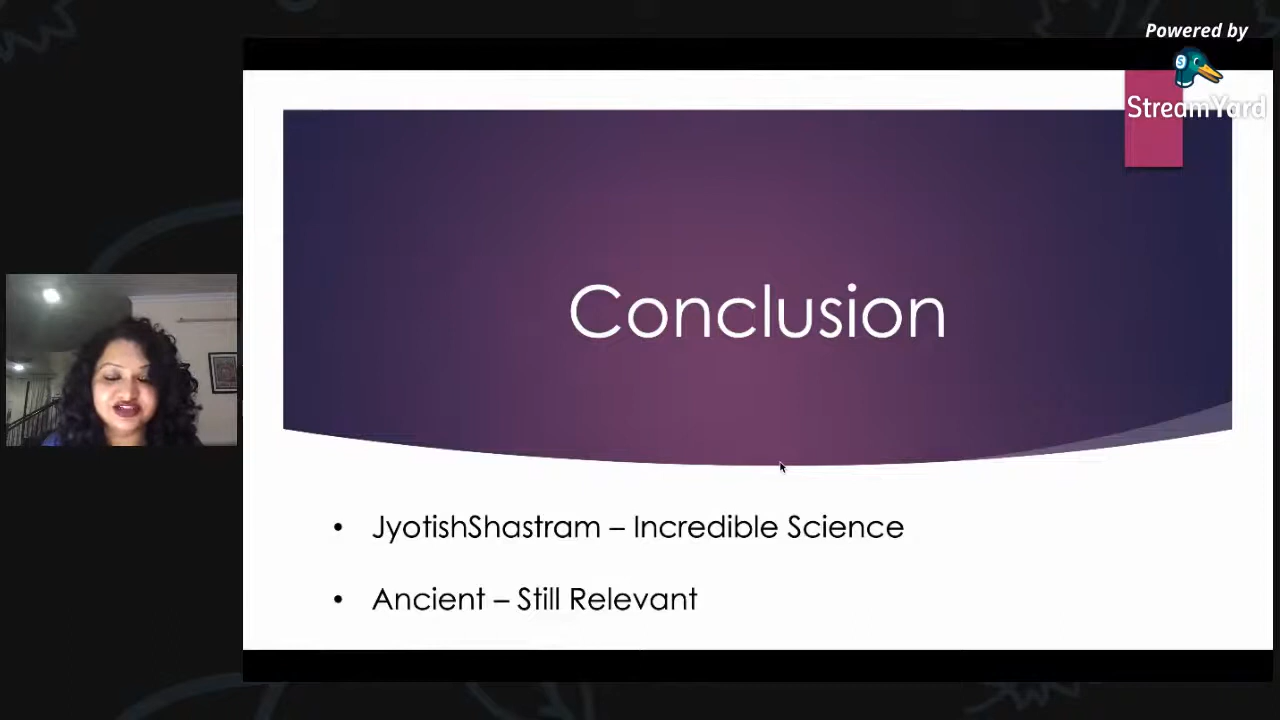 Powered by
StreamYard
Conclusion
• JyotishShastram – Incredible Science
• Ancient – Still Relevant